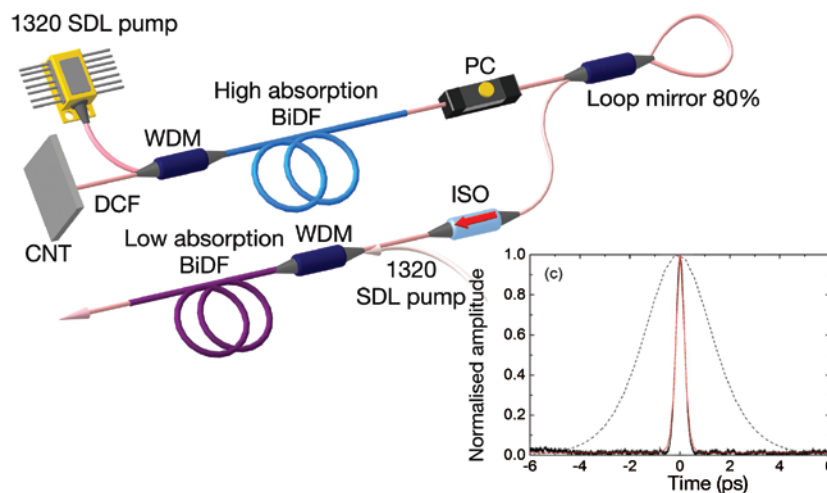 1320 SDL pump
High absorption
BiDF
PC
Loop mirror 80%
WDM
DCF
CNT
ISO
Low absorption
BiDF
WDM
1320
SDL pump
(c)
Normalised amplitude
1.0
0.8
0.6
0.4
0.2
0.0
-6
-4
-2
0
2
4
6
Time (ps)